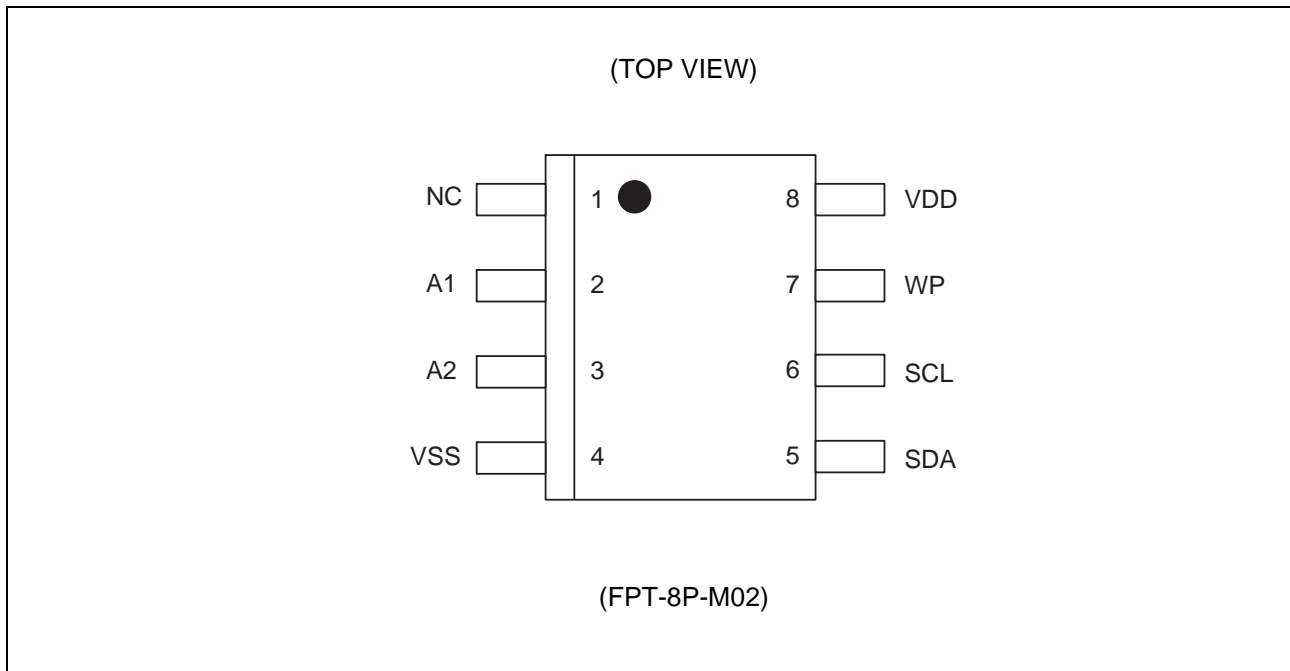 (TOP VIEW)
NC 1 8 VDD
A1 2 7 WP
A2 3 6 SCL
VSS 4 5 SDA
(FPT-8P-M02)